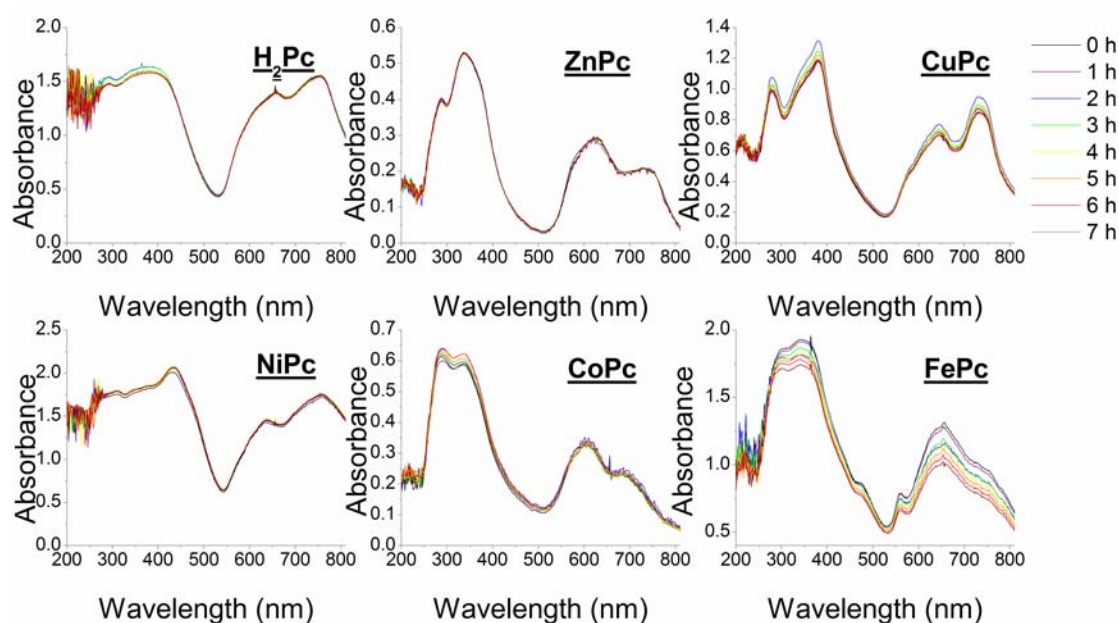 2.0
1.5
1.0
0.5
0.0
Absorbance
H2Pc
200 300 400 500 600 700 800
Wavelength (nm)
0.6
0.5
0.4
0.3
0.2
0.1
0.0
Absorbance
ZnPc
200 300 400 500 600 700 800
Wavelength (nm)
1.4
1.2
1.0
0.8
0.6
0.4
0.2
0.0
Absorbance
CuPc
200 300 400 500 600 700 800
Wavelength (nm)
0 h
1 h
2 h
3 h
4 h
5 h
6 h
7 h
2.5
2.0
1.5
1.0
0.5
0.0
Absorbance
NiPc
200 300 400 500 600 700 800
Wavelength (nm)
0.7
0.6
0.5
0.4
0.3
0.2
0.1
0.0
Absorbance
CoPc
200 300 400 500 600 700 800
Wavelength (nm)
2.0
1.5
1.0
0.5
Absorbance
FePc
200 300 400 500 600 700 800
Wavelength (nm)